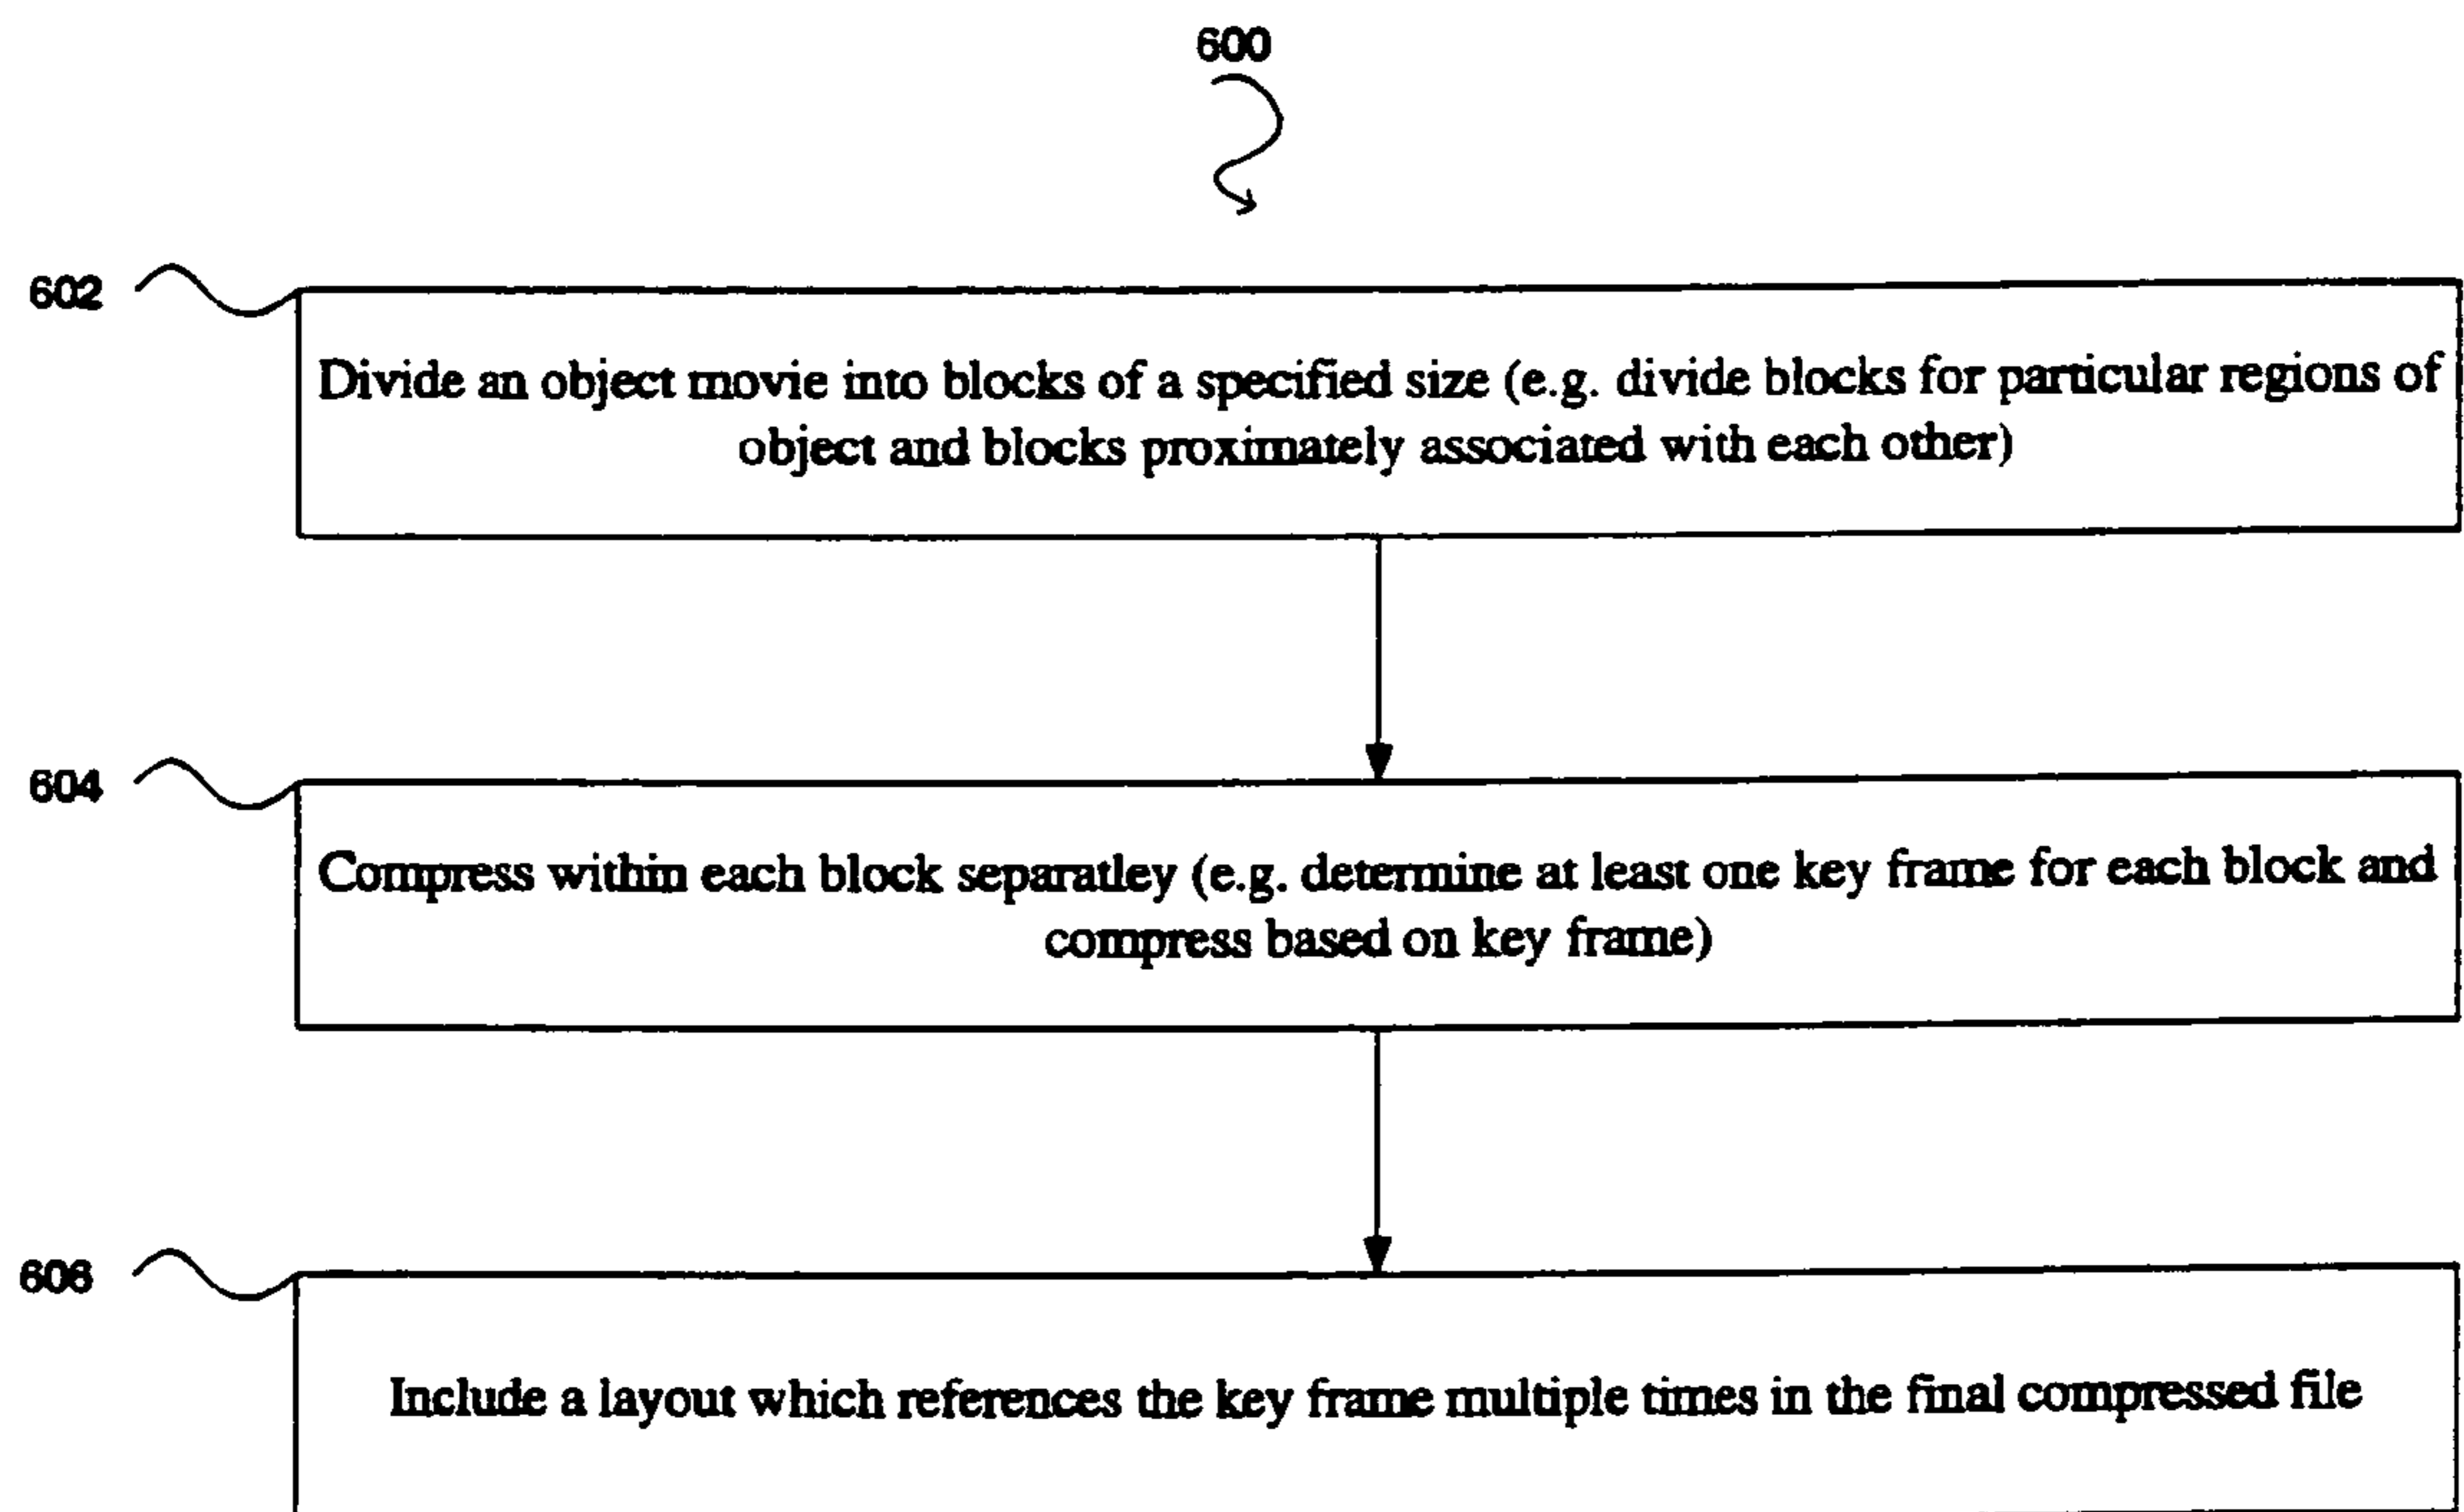 600
602
Divide an object movie into blocks of a specified size (e.g. divide blocks for particular regions of
object and blocks proximately associated with each other)
604
Compress within each block separatley (e.g. determine at least one key frame for each block and
compress based on key frame)
606
Include a layout which references the key frame multiple times in the final compressed file